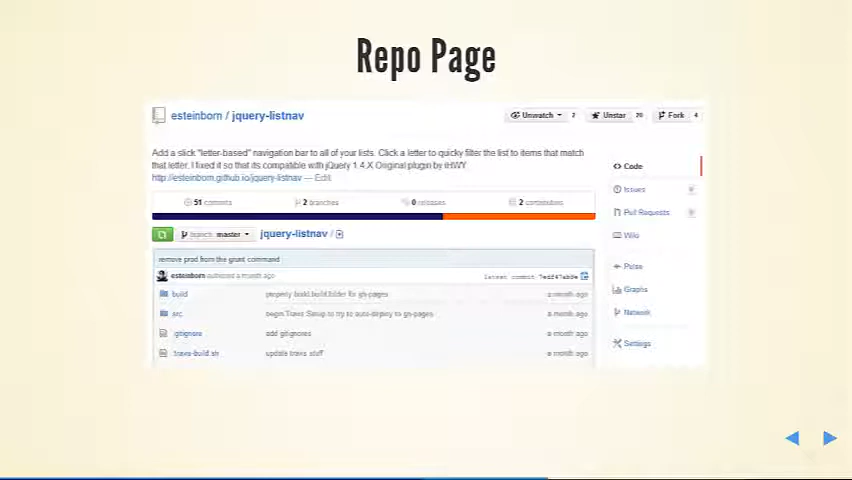 Repo Page
esteinborn / jquery-listnav
Unwatch 2 Unstar 20 Fork 4
Add a slick "letter-based" navigation bar to all of your lists. Click a letter to quickly filter the list to items that match
that letter. I fixed it so that its compatible with jQuery 1.4.X Original plugin by iHWY
http://esteinborn.github.io/jquery-listnav — Edit
51 commits 2 branches 0 releases 2 contributors
branch: master jquery-listnav /
remove prod from the grunt command
esteinborn authored a month ago latest commit
build properly build build folder for gh-pages a month ago
src begin Travis Setup to try to auto-deploy to gh-pages a month ago
.gitignore add gitignores a month ago
travis-build.sh update travis stuff a month ago
Code
Issues
Pull Requests
Wiki
Pulse
Graphs
Network
Settings